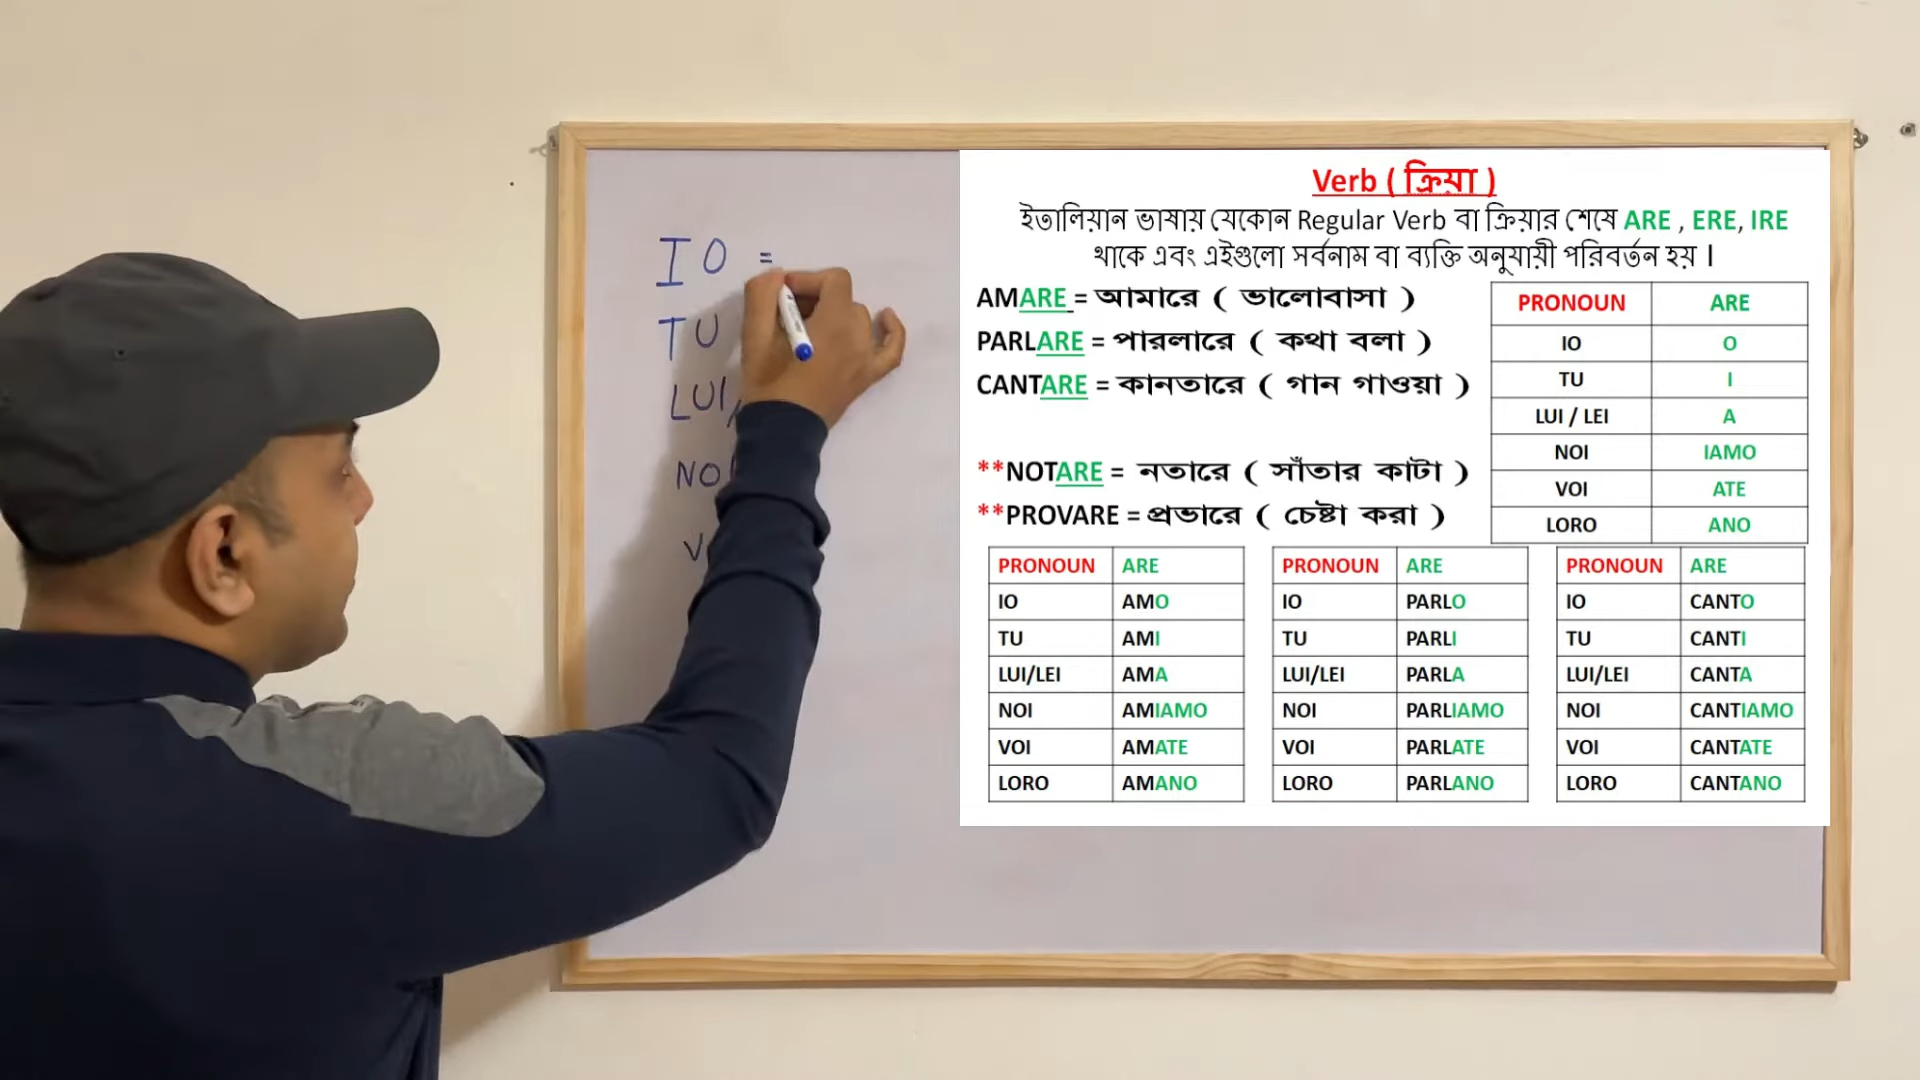 IO =
TU
LUI/
NO
V
Verb ( ক্রিয়া )
ইতালিয়ান ভাষায় যেকোন Regular Verb বা ক্রিয়ার শেষে ARE , ERE, IRE
থাকে এবং এইগুলো সর্বনাম বা ব্যক্তি অনুযায়ী পরিবর্তন হয় ।
AMARE = আমারে ( ভালোবাসা )
PARLARE = পারলারে ( কথা বলা )
CANTARE = কানতারে ( গান গাওয়া )
**NOTARE = নতারে ( সাঁতার কাটা )
**PROVARE = প্রভারে ( চেষ্টা করা )
PRONOUN ARE
IO O
TU I
LUI / LEI A
NOI IAMO
VOI ATE
LORO ANO
PRONOUN ARE
IO AMO
TU AMI
LUI/LEI AMA
NOI AMIAMO
VOI AMATE
LORO AMANO
PRONOUN ARE
IO PARLO
TU PARLI
LUI/LEI PARLA
NOI PARLIAMO
VOI PARLATE
LORO PARLANO
PRONOUN ARE
IO CANTO
TU CANTI
LUI/LEI CANTA
NOI CANTIAMO
VOI CANTATE
LORO CANTANO